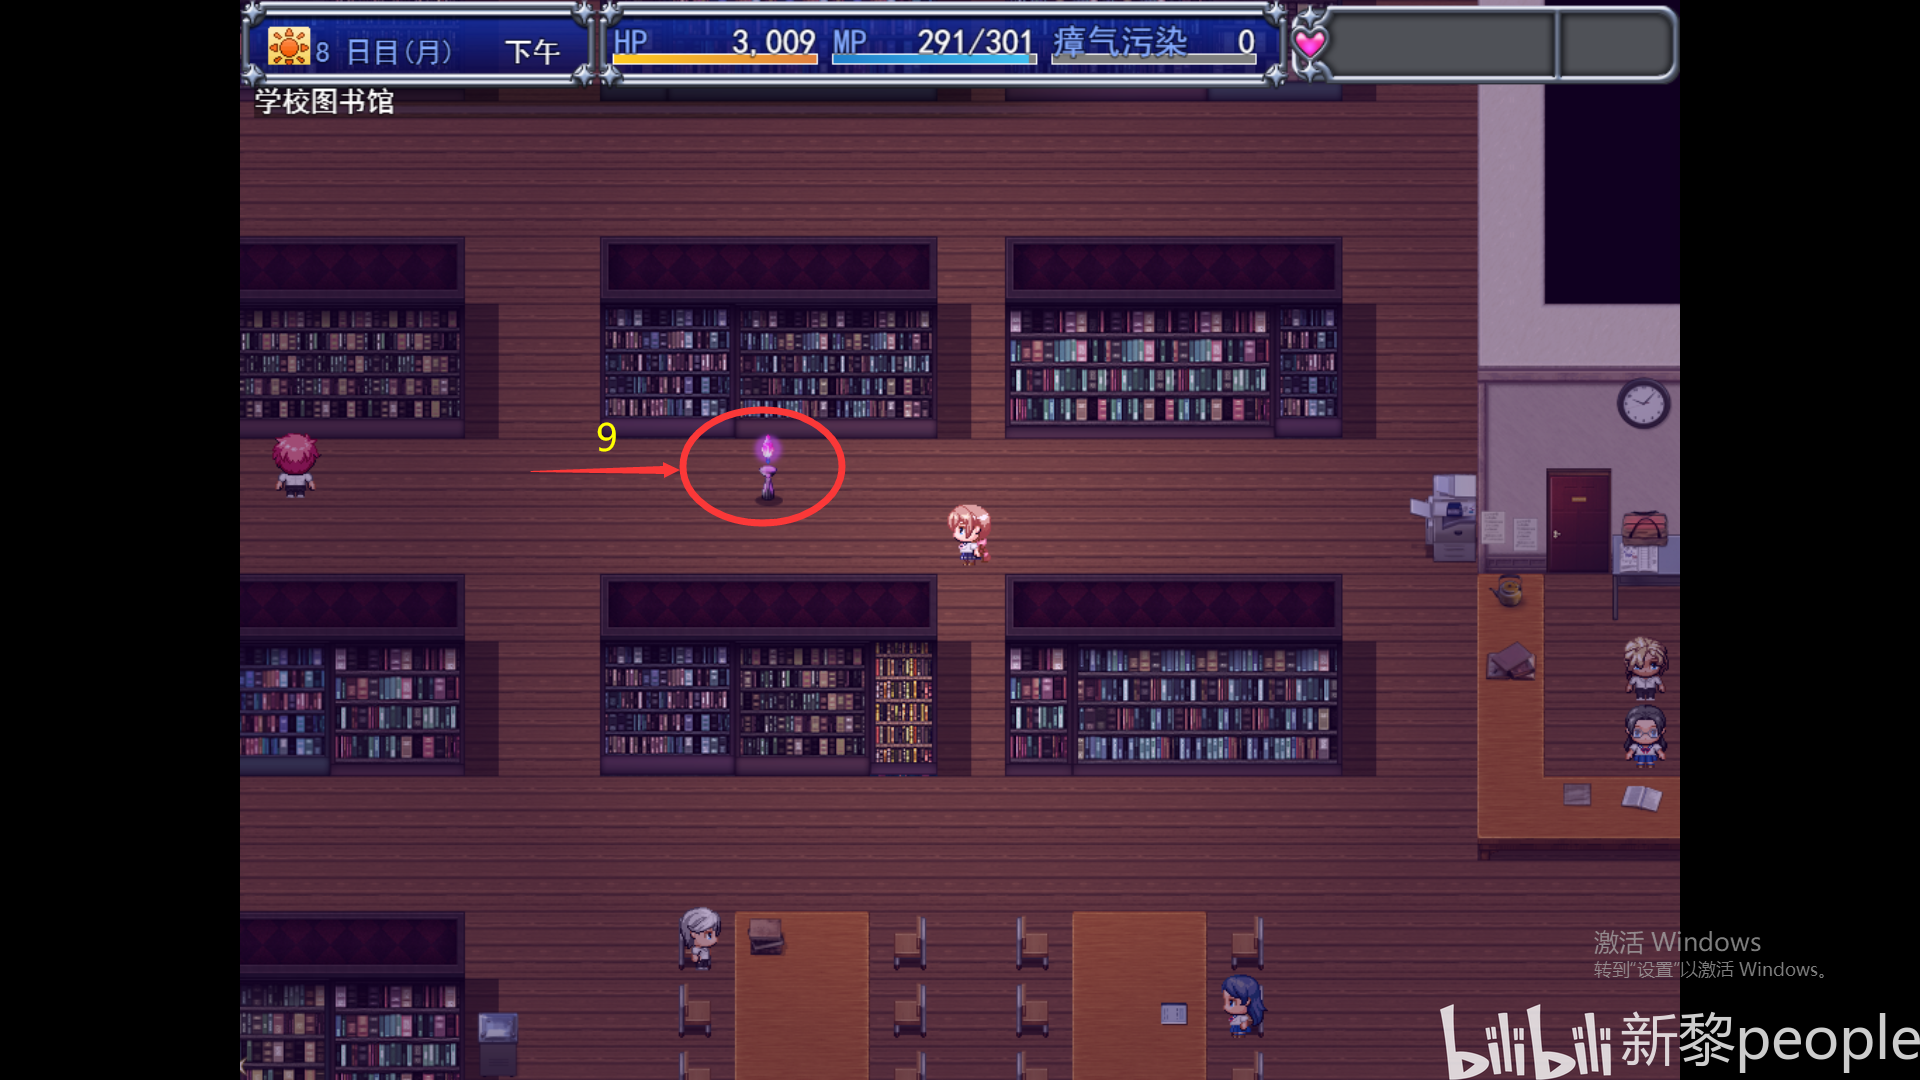 8 日目(月) 下午
HP 3,009 MP 291/301 瘴气污染 0
学校图书馆
9
激活 Windows
转到“设置”以激活 Windows。
bilibili 新黎people